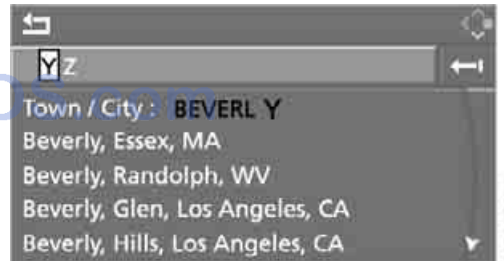 Y Z
Town / City : BEVERL Y
Beverly, Essex, MA
Beverly, Randolph, WV
Beverly, Glen, Los Angeles, CA
Beverly, Hills, Los Angeles, CA